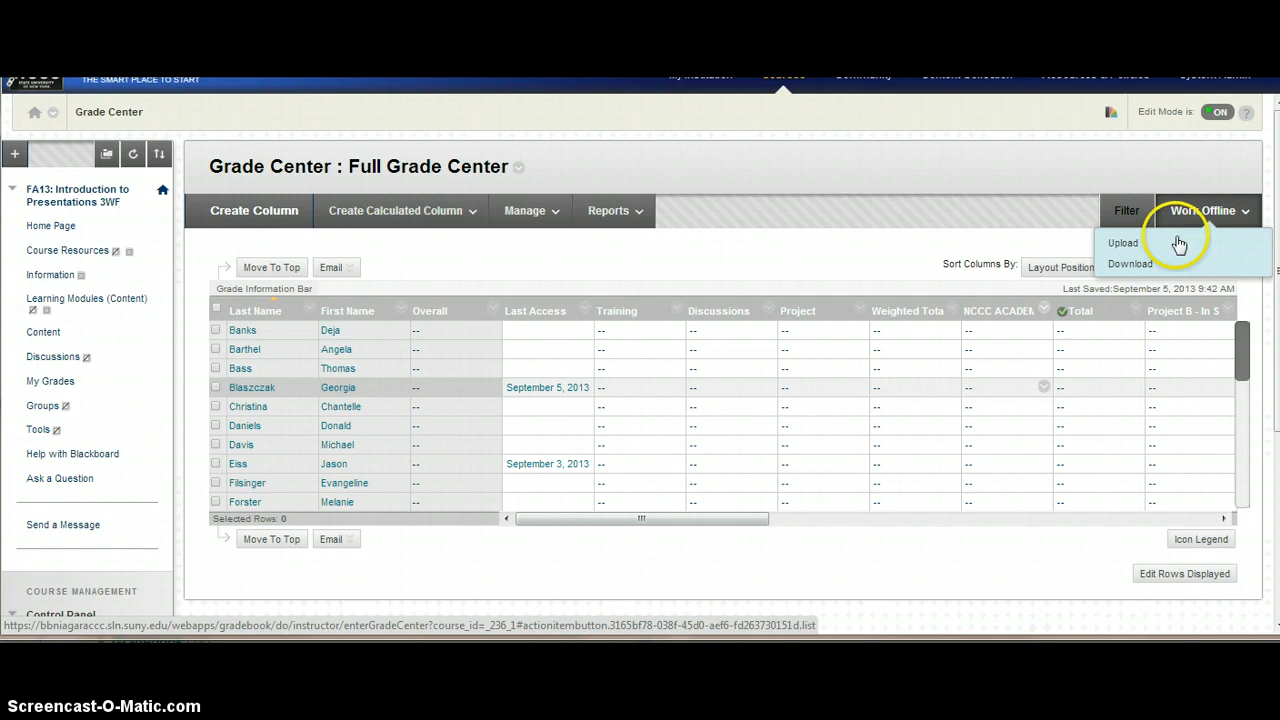 THE SMART PLACE TO START
Grade Center
Edit Mode is:
ON
?
FA13: Introduction to
Presentations 3WF
Home Page
Course Resources
Information
Learning Modules (Content)
Content
Discussions
My Grades
Groups
Tools
Help with Blackboard
Ask a Question
Send a Message
COURSE MANAGEMENT
Control Panel
Grade Center : Full Grade Center
Create Column Create Calculated Column Manage Reports Filter Work Offline
Upload
Download
Move To Top Email Sort Columns By: Layout Position
Grade Information Bar Last Saved:September 5, 2013 9:42 AM
Last Name First Name Overall Last Access Training Discussions Project Weighted Tota NCCC ACADEM Total Project B - In S
Banks Deja -- -- -- -- -- -- -- --
Barthel Angela -- -- -- -- -- -- -- --
Bass Thomas -- -- -- -- -- -- -- --
Blaszczak Georgia -- September 5, 2013 -- -- -- -- -- -- --
Christina Chantelle -- -- -- -- -- -- -- --
Daniels Donald -- -- -- -- -- -- -- --
Davis Michael -- -- -- -- -- -- -- --
Eiss Jason -- September 3, 2013 -- -- -- -- -- -- --
Filsinger Evangeline -- -- -- -- -- -- -- --
Forster Melanie -- -- -- -- -- -- -- --
Selected Rows: 0
Move To Top Email Icon Legend
Edit Rows Displayed
https://bbniagaraccc.sln.suny.edu/webapps/gradebook/do/instructor/enterGradeCenter?course_id=_236_1#actionitembutton.3165bf78-038f-45d0-aef6-fd263730151d.list
Screencast-O-Matic.com